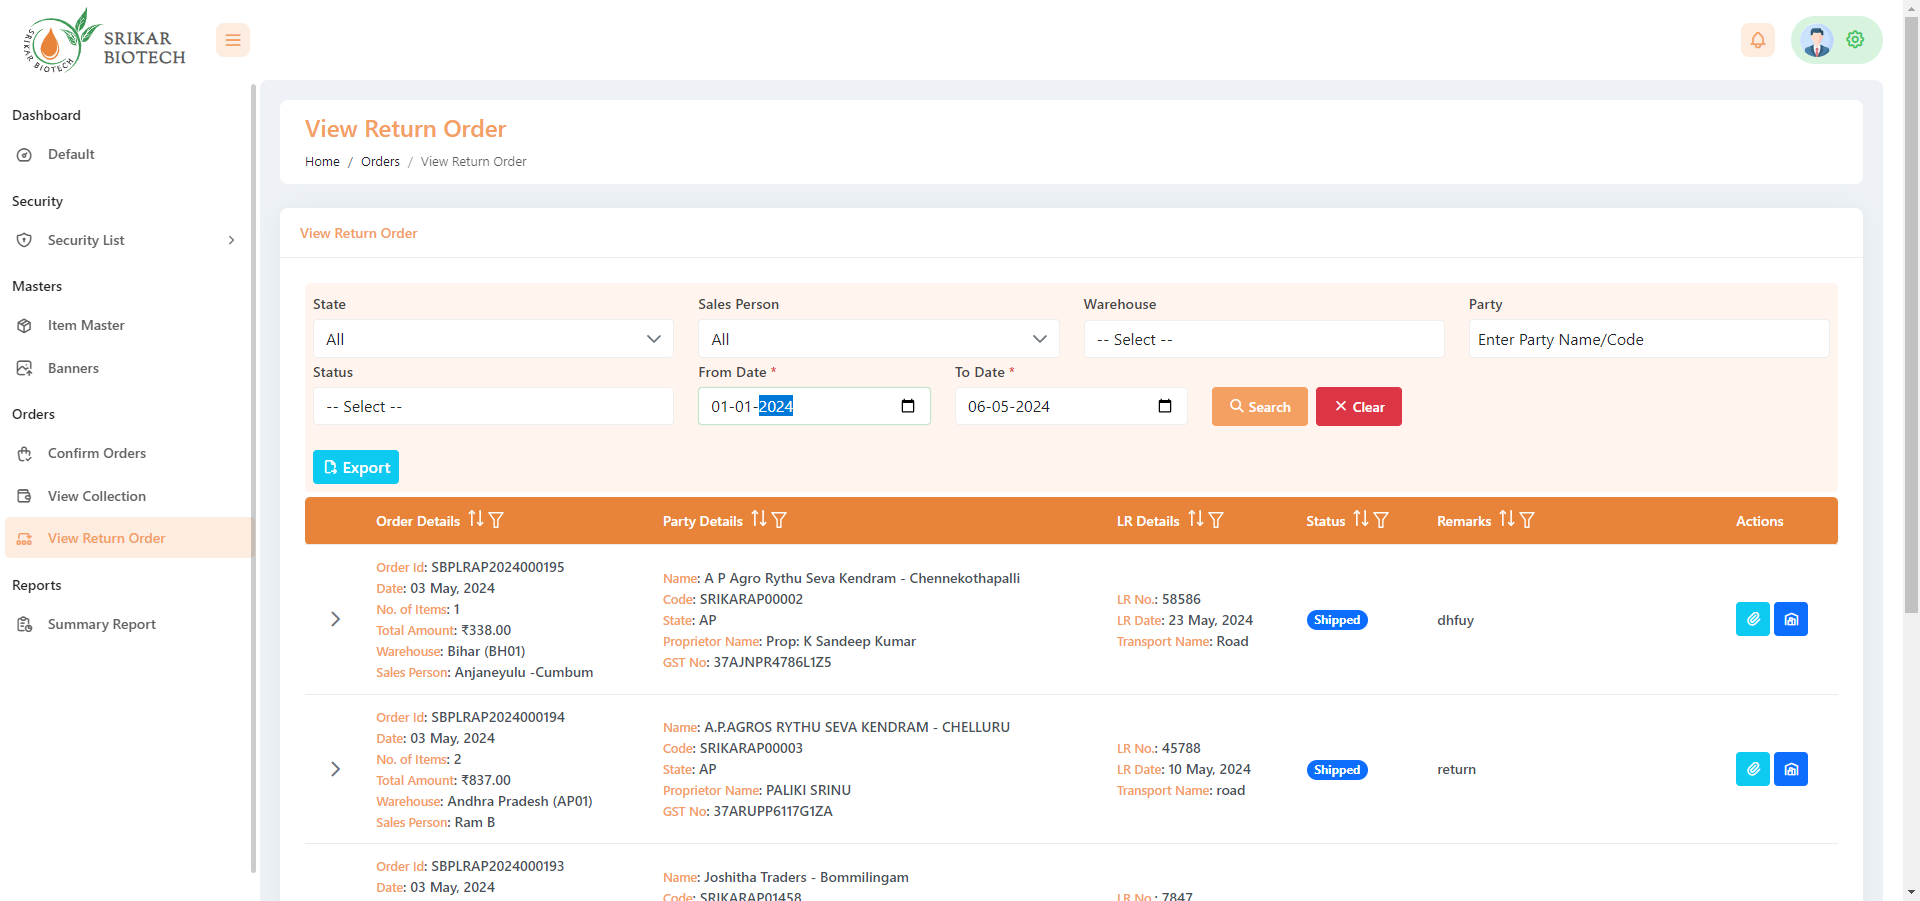 SRIKAR BIOTECH
SRIKAR
BIOTECH
Dashboard
Default
Security
Security List
Masters
Item Master
Banners
Orders
Confirm Orders
View Collection
View Return Order
Reports
Summary Report
View Return Order
Home / Orders / View Return Order
View Return Order
State
All
Sales Person
All
Warehouse
-- Select --
Party
Enter Party Name/Code
Status
-- Select --
From Date *
01-01-2024
To Date *
06-05-2024
Search
Clear
Export
Order Details
Party Details
LR Details
Status
Remarks
Actions
Order Id: SBPLRAP2024000195
Date: 03 May, 2024
No. of Items: 1
Total Amount: ₹338.00
Warehouse: Bihar (BH01)
Sales Person: Anjaneyulu -Cumbum
Name: A P Agro Rythu Seva Kendram - Chennekothapalli
Code: SRIKARAP00002
State: AP
Proprietor Name: Prop: K Sandeep Kumar
GST No: 37AJNPR4786L1Z5
LR No.: 58586
LR Date: 23 May, 2024
Transport Name: Road
Shipped
dhfuy
Order Id: SBPLRAP2024000194
Date: 03 May, 2024
No. of Items: 2
Total Amount: ₹837.00
Warehouse: Andhra Pradesh (AP01)
Sales Person: Ram B
Name: A.P.AGROS RYTHU SEVA KENDRAM - CHELLURU
Code: SRIKARAP00003
State: AP
Proprietor Name: PALIKI SRINU
GST No: 37ARUPP6117G1ZA
LR No.: 45788
LR Date: 10 May, 2024
Transport Name: road
Shipped
return
Order Id: SBPLRAP2024000193
Date: 03 May, 2024
Name: Joshitha Traders - Bommilingam
Code: SRIKARAP01458
LR No.: 7847